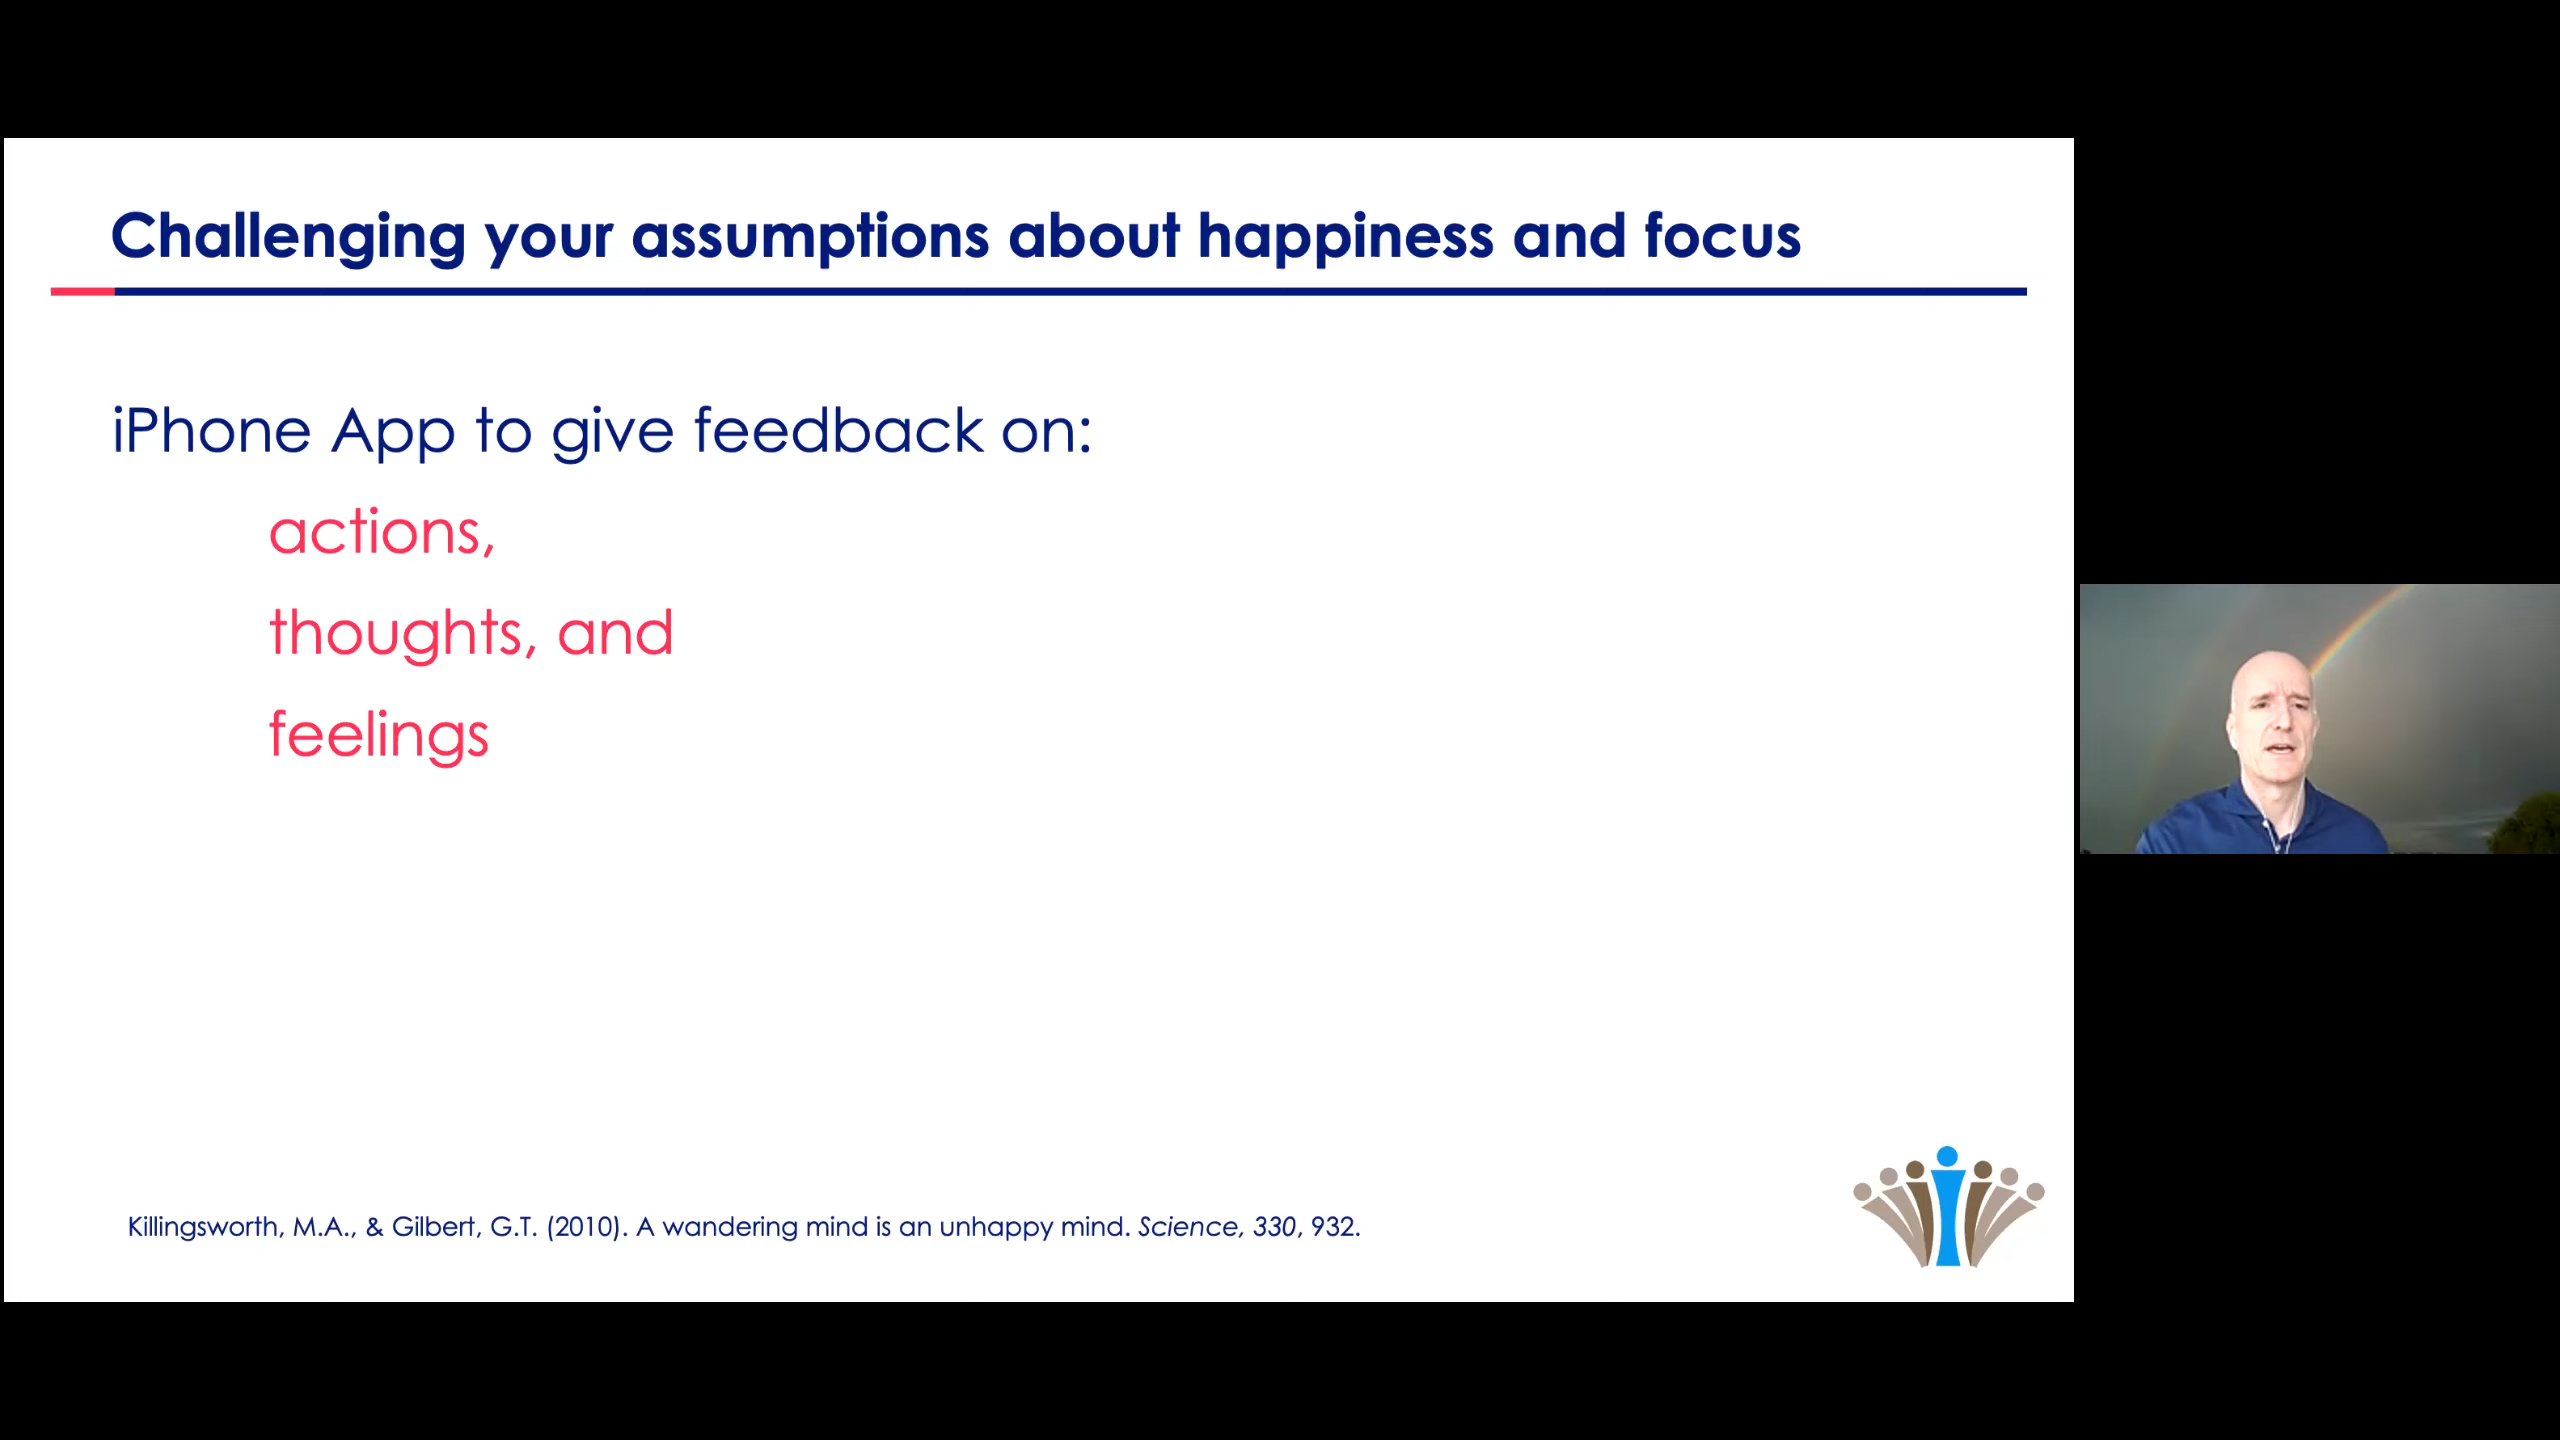 Challenging your assumptions about happiness and focus
iPhone App to give feedback on:
actions,
thoughts, and
feelings
Killingsworth, M.A., & Gilbert, G.T. (2010). A wandering mind is an unhappy mind. Science, 330, 932.